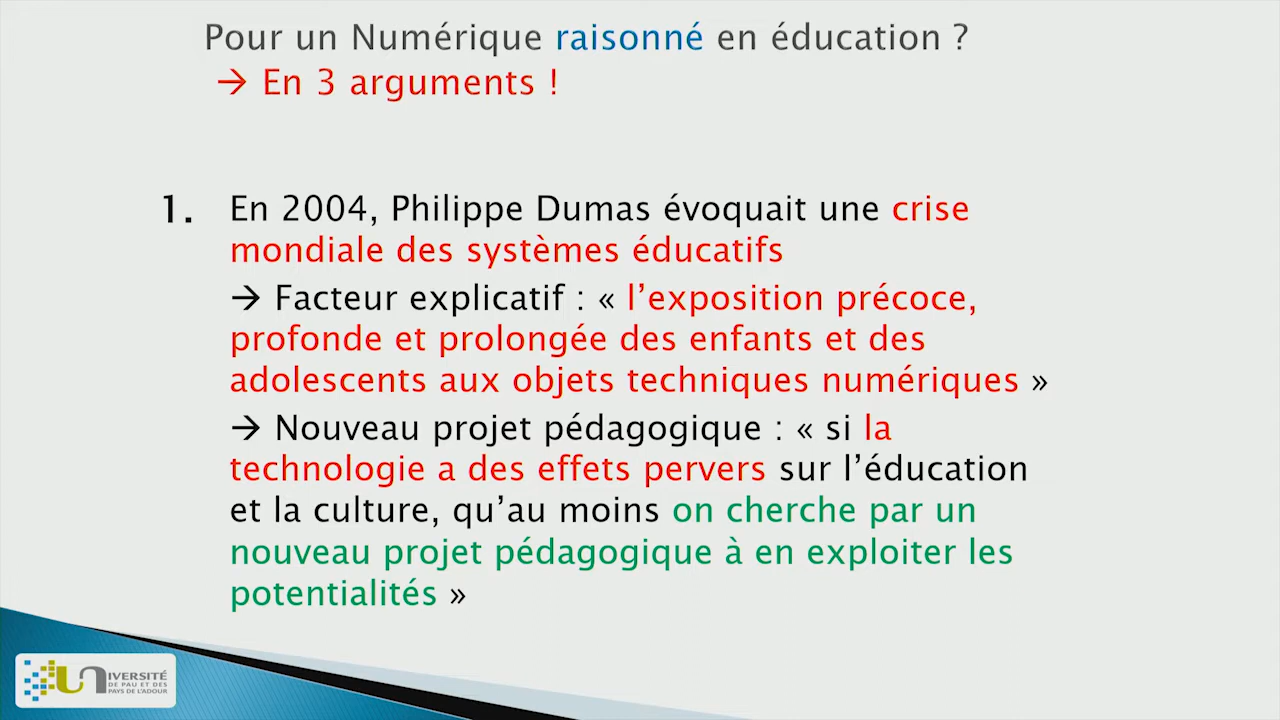 Pour un Numérique raisonné en éducation ?
→ En 3 arguments !
1. En 2004, Philippe Dumas évoquait une crise
mondiale des systèmes éducatifs
→ Facteur explicatif : « l’exposition précoce,
profonde et prolongée des enfants et des
adolescents aux objets techniques numériques »
→ Nouveau projet pédagogique : « si la
technologie a des effets pervers sur l’éducation
et la culture, qu’au moins on cherche par un
nouveau projet pédagogique à en exploiter les
potentialités »
UNIVERSITÉ
DE PAU ET DES
PAYS DE L'ADOUR